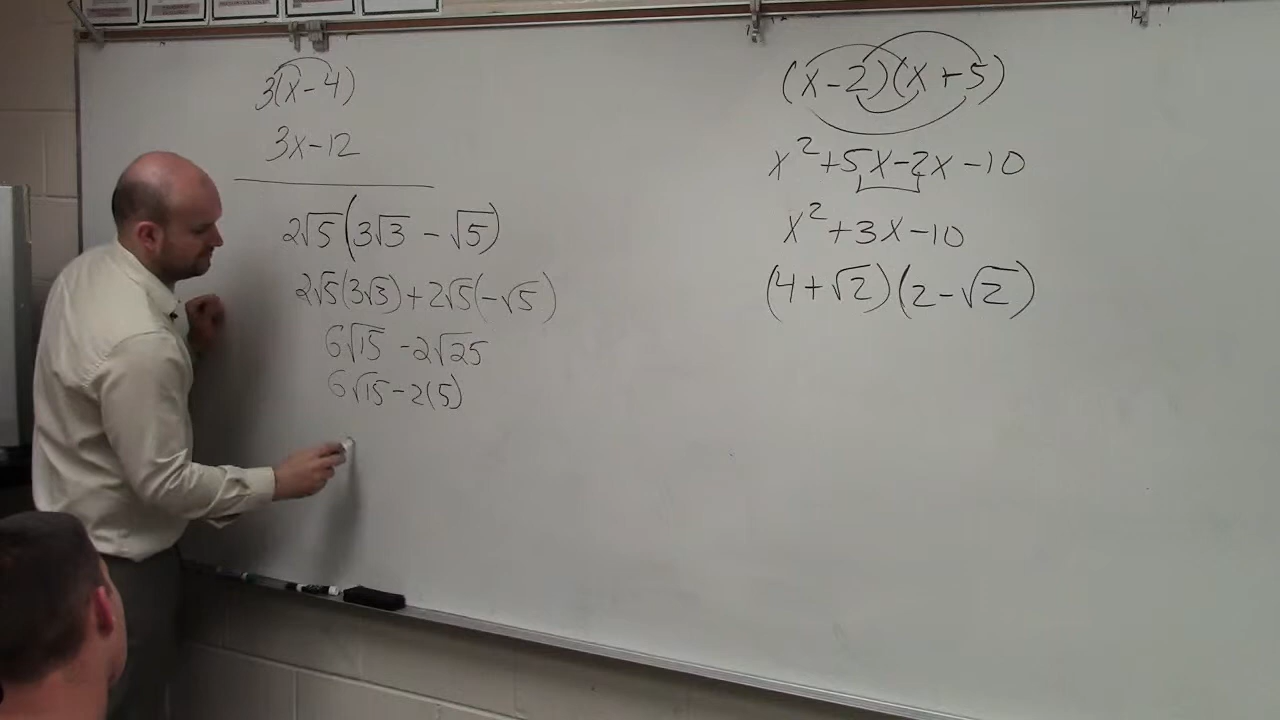 3(x-4)
3x-12
2√5(3√3 - √5)
2√5(3√3)+2√5(-√5)
6√15 -2√25
6√15-2(5)
(x-2)(x+5)
x²+5x-2x-10
x²+3x-10
(4+√2)(2-√2)